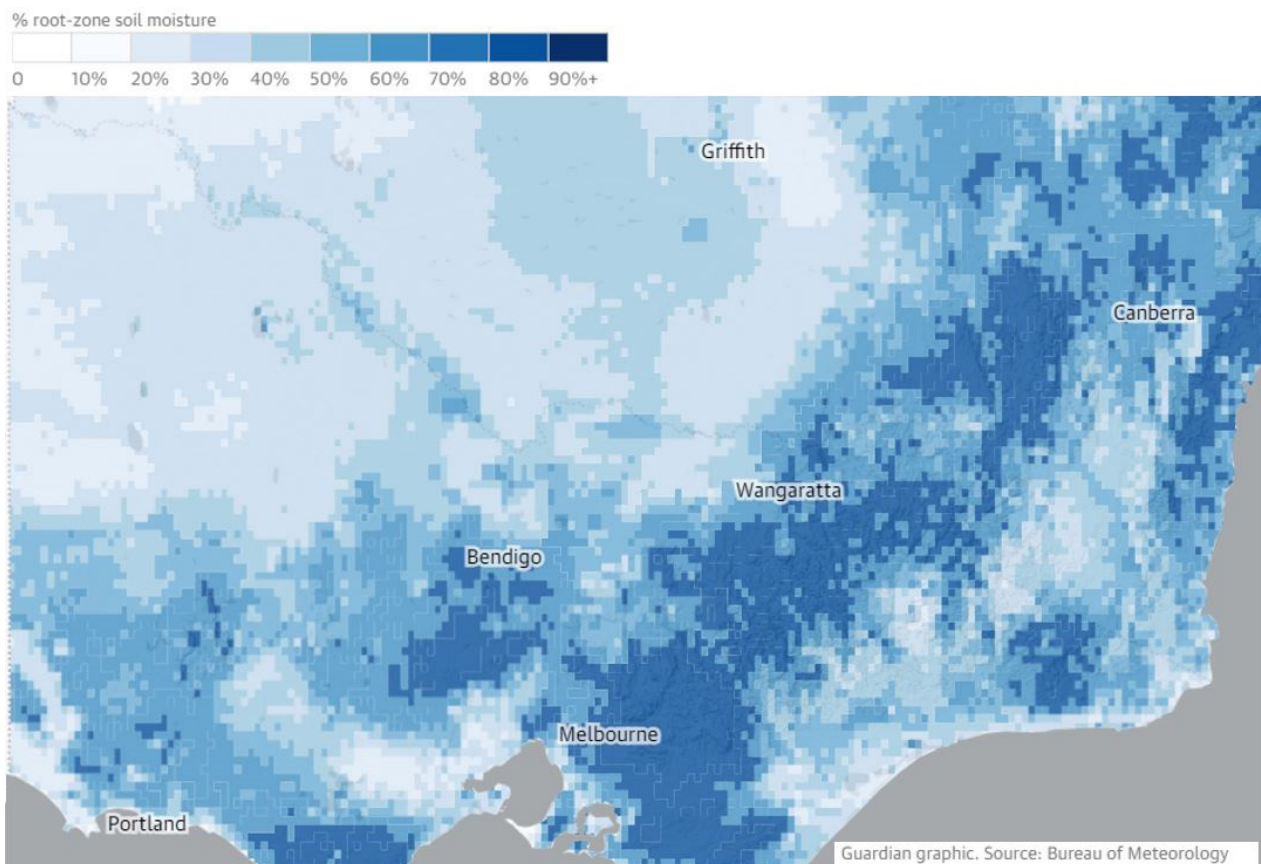 % root-zone soil moisture
0 10% 20% 30% 40% 50% 60% 70% 80% 90%+
Griffith
Canberra
Wangaratta
Bendigo
Melbourne
Portland
Guardian graphic. Source: Bureau of Meteorology